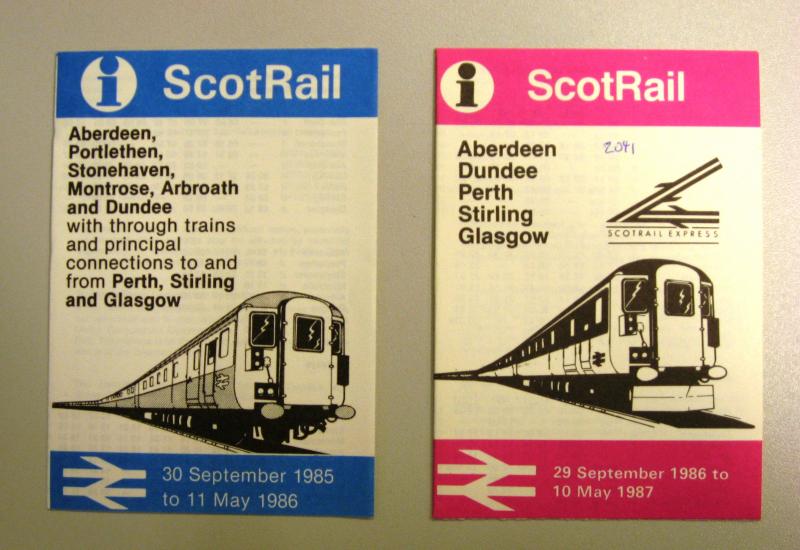 i ScotRail
Aberdeen,
Portlethen,
Stonehaven,
Montrose, Arbroath
and Dundee
with through trains
and principal
connections to and
from Perth, Stirling
and Glasgow
30 September 1985
to 11 May 1986
i ScotRail
Aberdeen
Dundee
Perth
Stirling
Glasgow
2041
SCOTRAIL EXPRESS
29 September 1986 to
10 May 1987